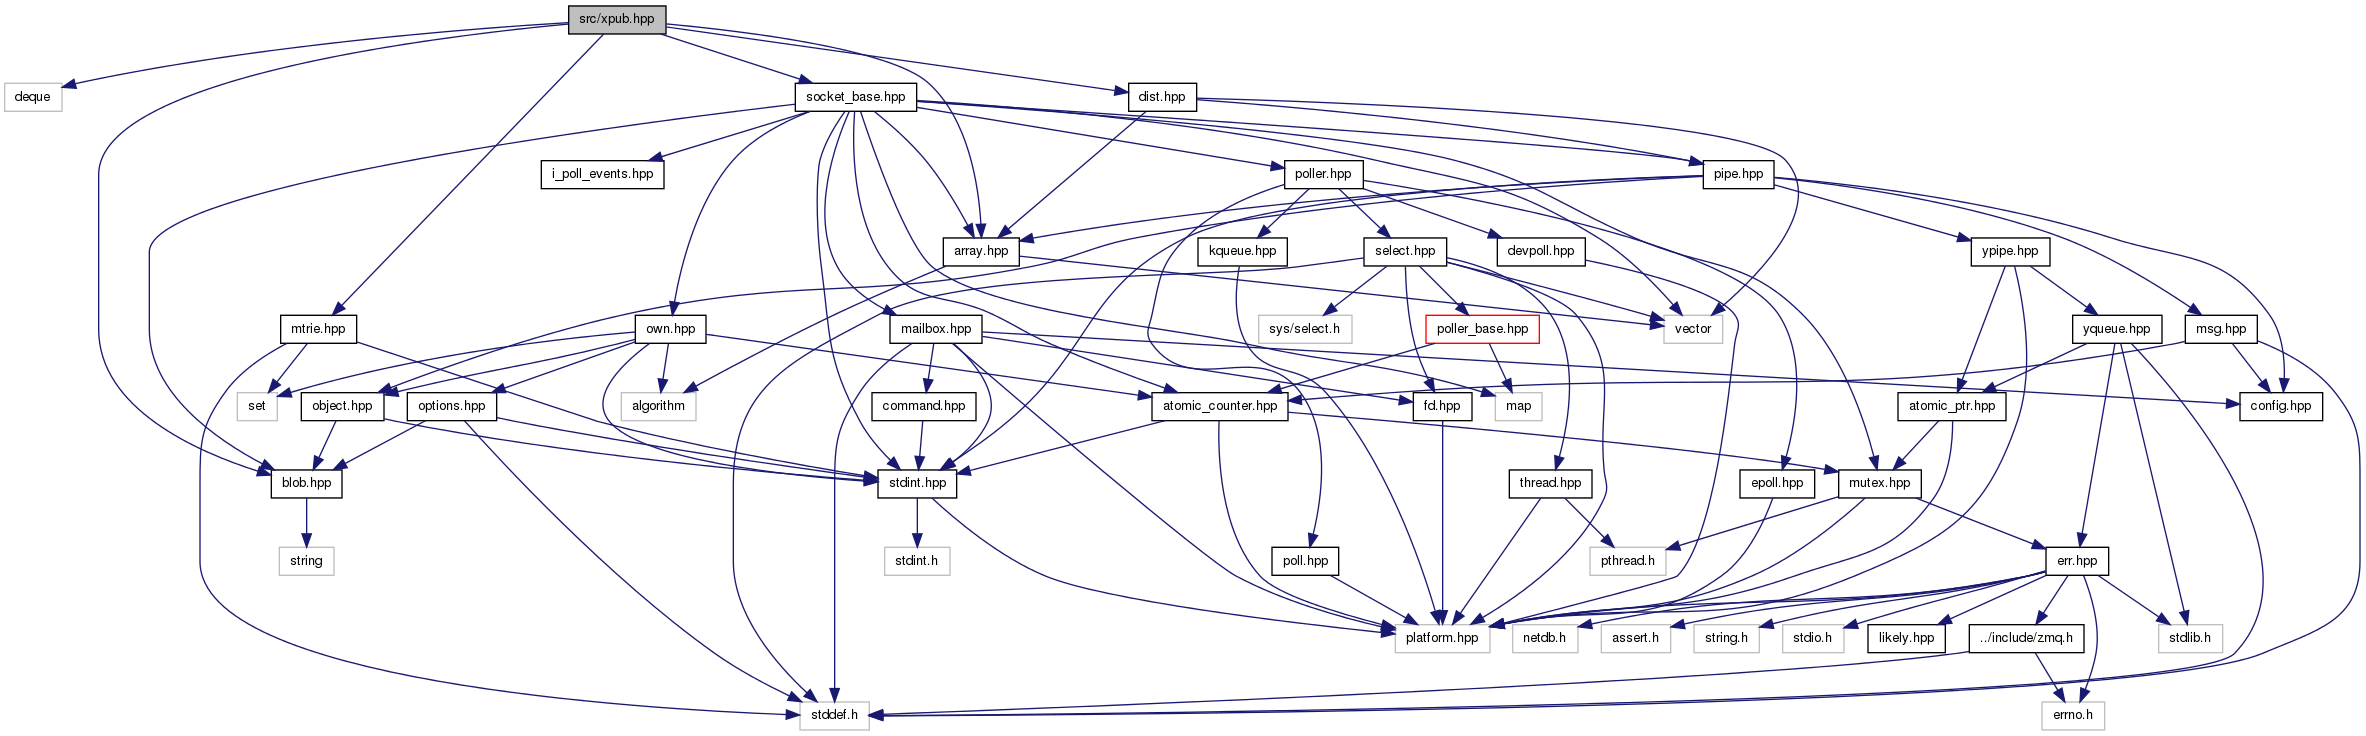 src/xpub.hpp
deque
socket_base.hpp
dist.hpp
i_poll_events.hpp
poller.hpp
pipe.hpp
array.hpp
kqueue.hpp
select.hpp
devpoll.hpp
ypipe.hpp
mtrie.hpp
own.hpp
mailbox.hpp
sys/select.h
poller_base.hpp
vector
yqueue.hpp
msg.hpp
set
object.hpp
options.hpp
algorithm
command.hpp
atomic_counter.hpp
fd.hpp
map
atomic_ptr.hpp
config.hpp
blob.hpp
stdint.hpp
thread.hpp
epoll.hpp
mutex.hpp
string
stdint.h
poll.hpp
pthread.h
err.hpp
platform.hpp
netdb.h
assert.h
string.h
stdio.h
likely.hpp
../include/zmq.h
stdlib.h
stddef.h
errno.h